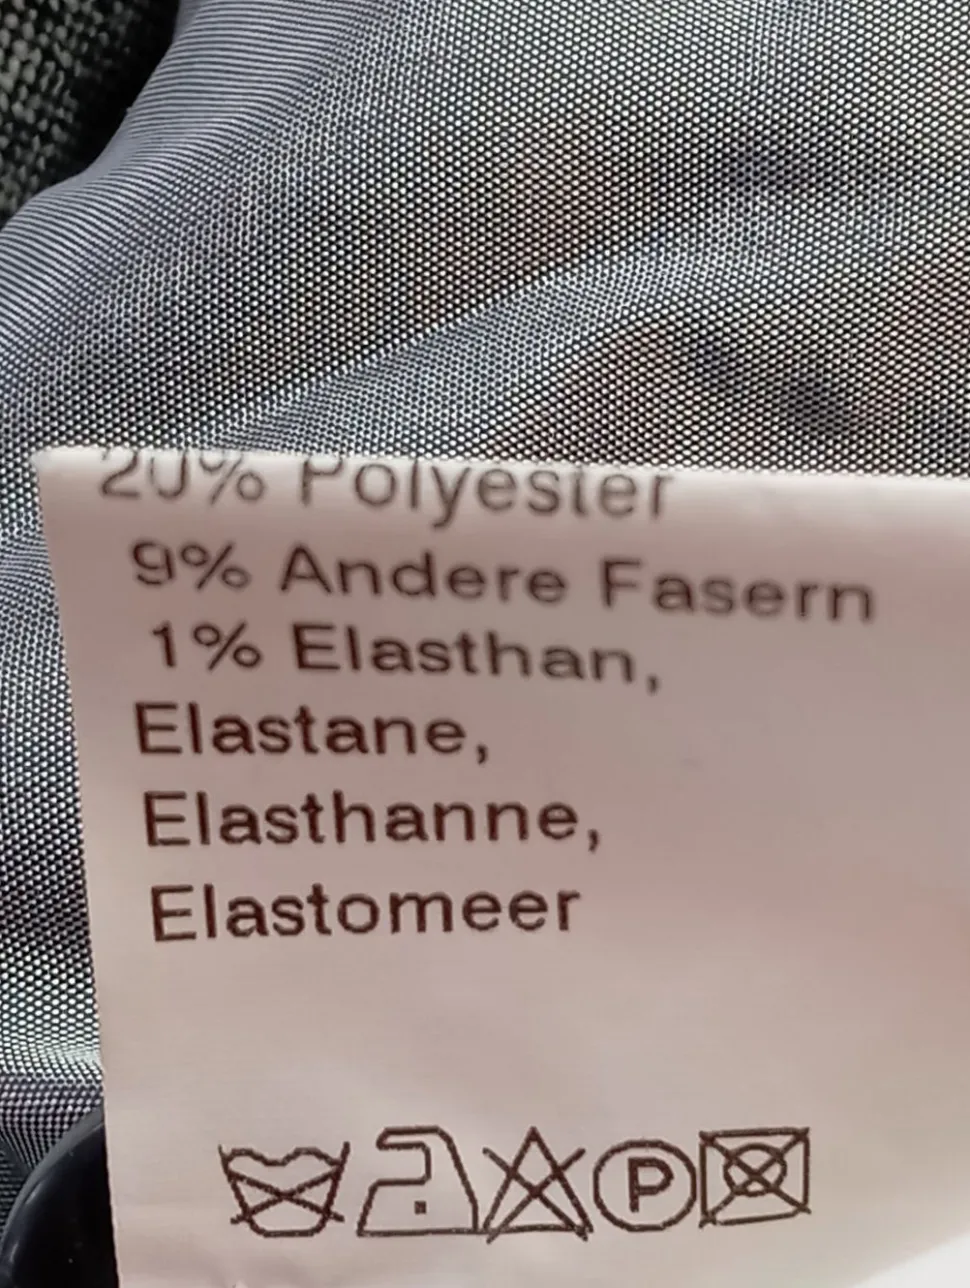 20% Polyester
9% Andere Fasern
1% Elasthan,
Elastane,
Elasthanne,
Elastomeer
P